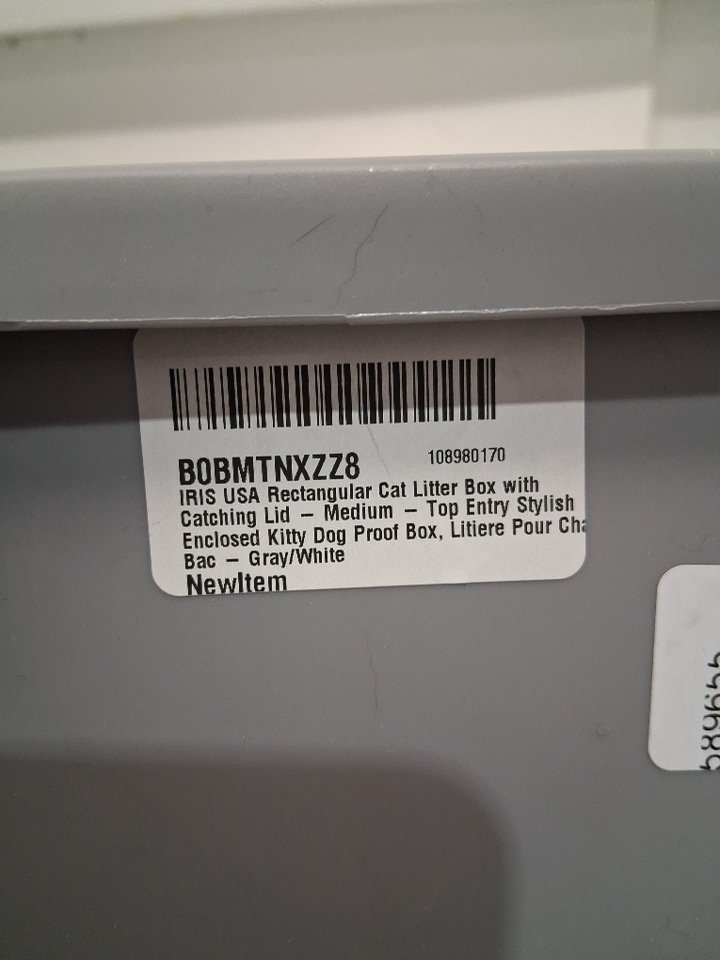 B0BMTNXZZ8 108980170
IRIS USA Rectangular Cat Litter Box with
Catching Lid – Medium – Top Entry Stylish
Enclosed Kitty Dog Proof Box, Litiere Pour Cha
Bac – Gray/White
NewItem